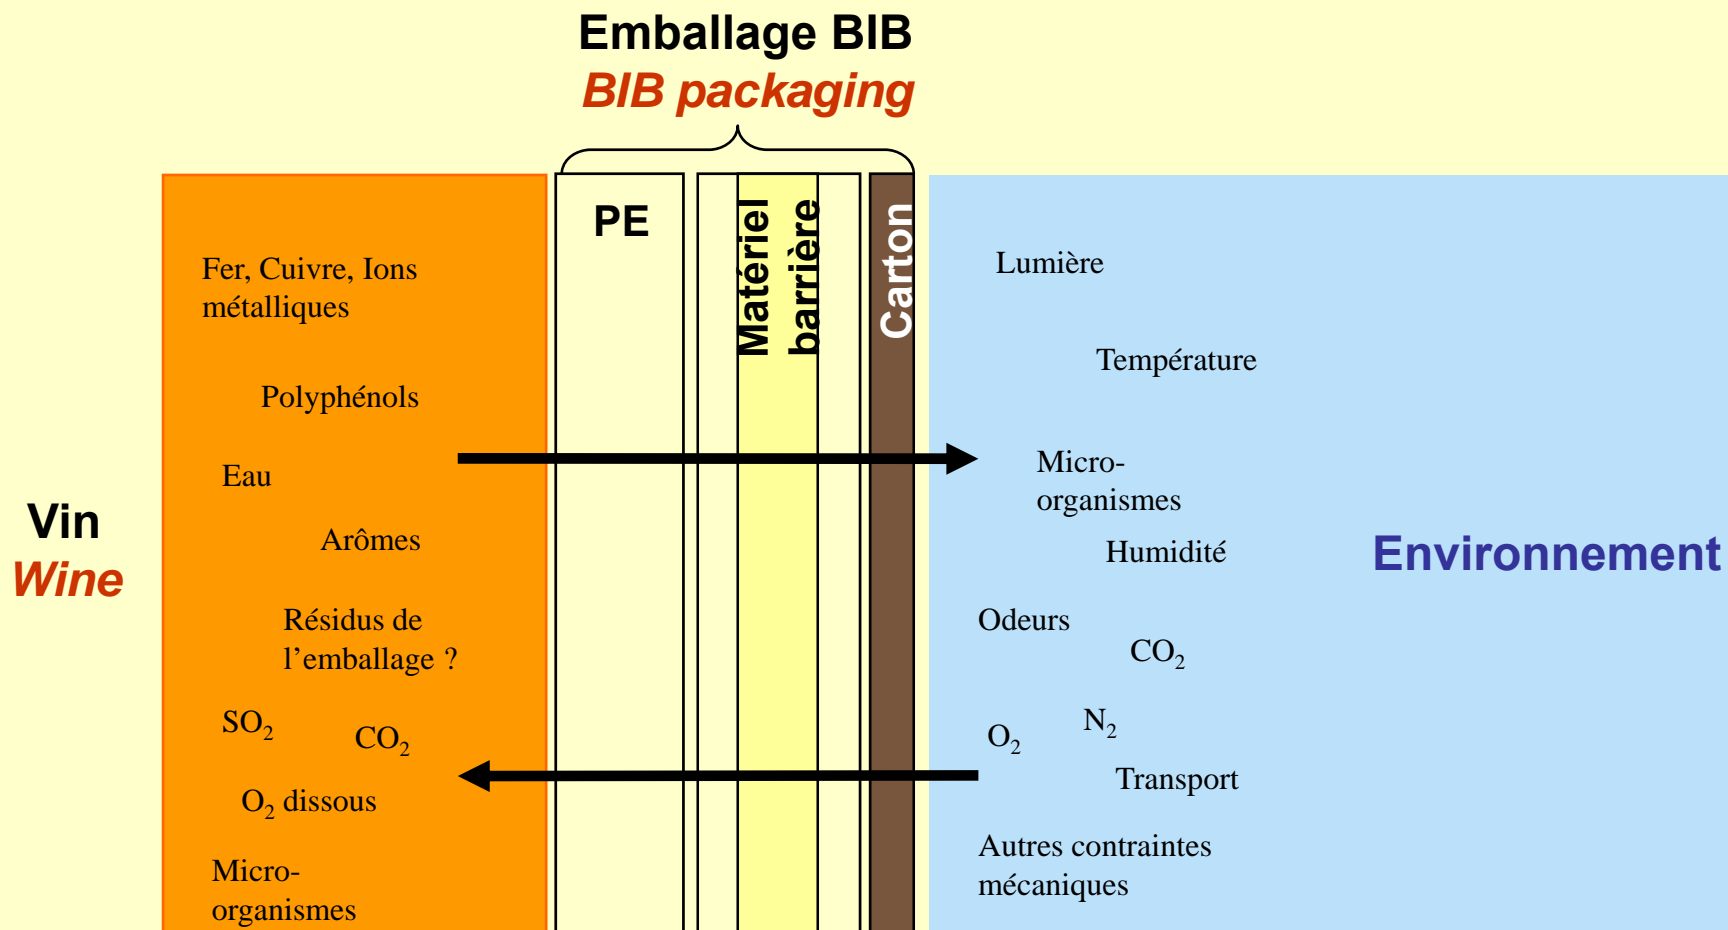 Emballage BIB
BIB packaging
Vin
Wine
Fer, Cuivre, Ions
métalliques
Polyphénols
Eau
Arômes
Résidus de
l’emballage ?
SO₂
CO₂
O₂ dissous
Micro-
organismes
PE
Matériel
barrière
Carton
Lumière
Température
Micro-
organismes
Humidité
Odeurs
CO₂
N₂
O₂
Transport
Autres contraintes
mécaniques
Environnement